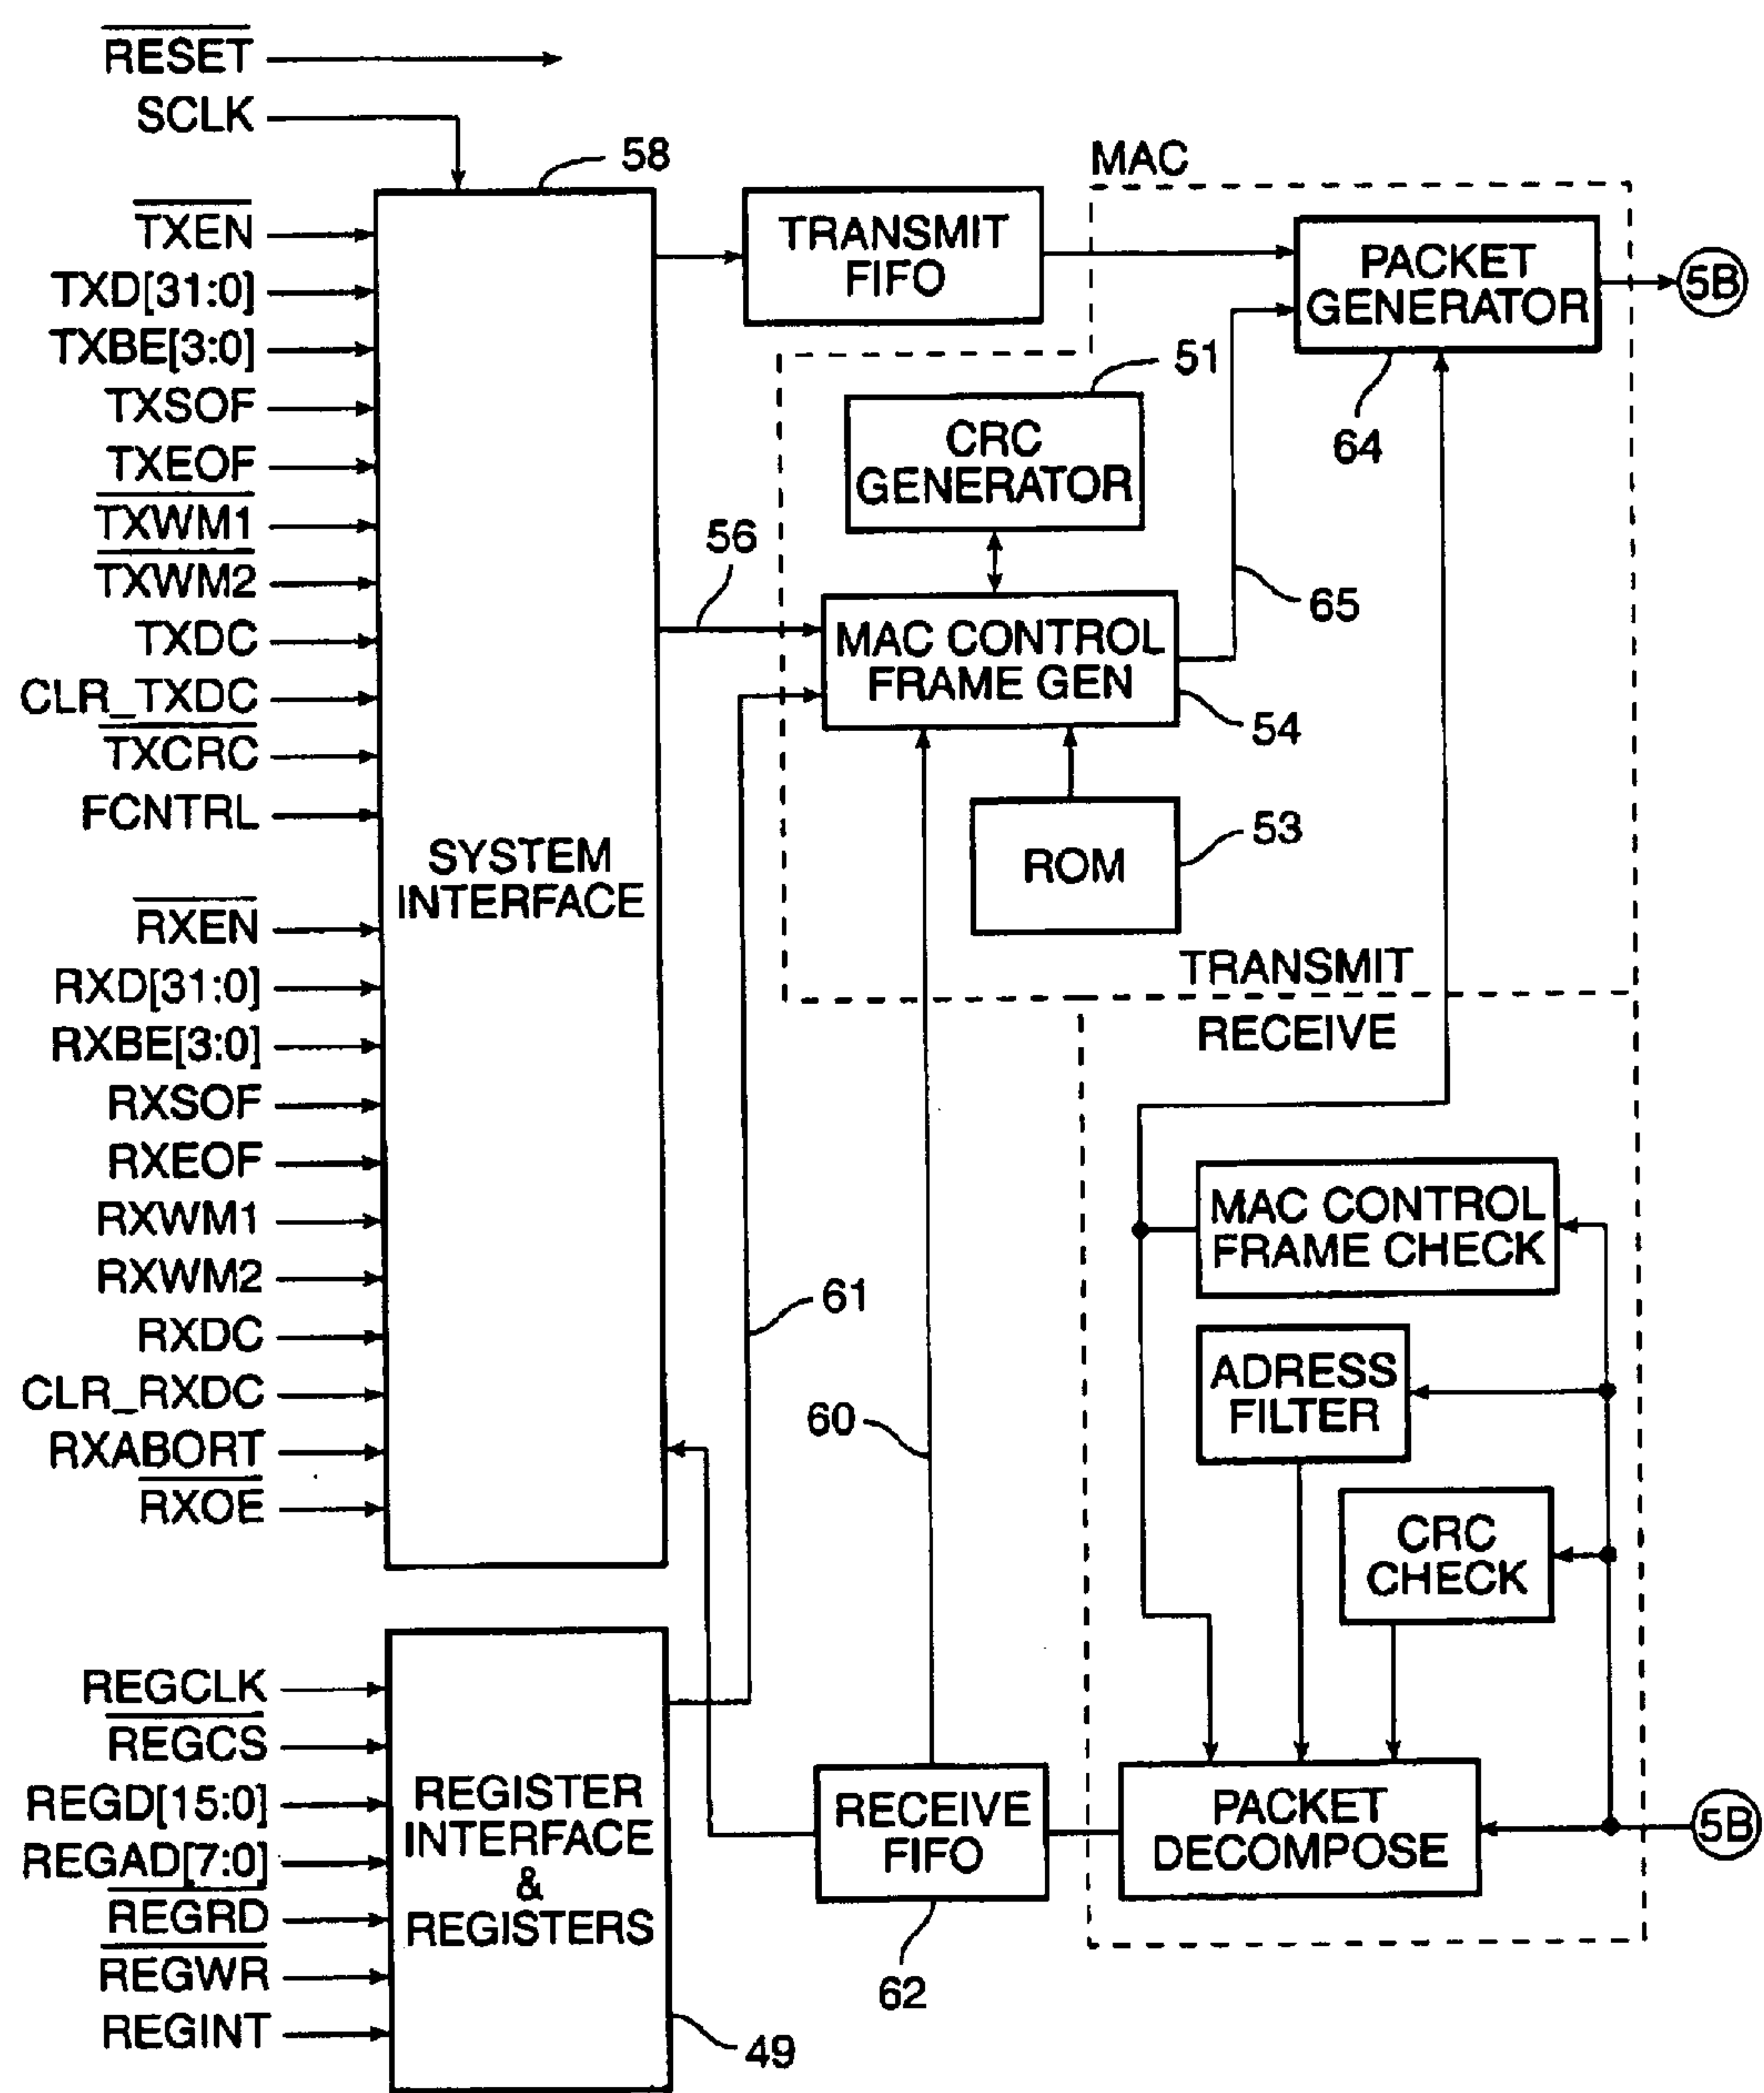 RESET
SCLK
58
MAC
TXEN
TXD[31:0]
TXBE[3:0]
TXSOF
TXEOF
TXWM1
TXWM2
TXDC
CLR_TXDC
TXCRC
FCNTRL
RXEN
RXD[31:0]
RXBE[3:0]
RXSOF
RXEOF
RXWM1
RXWM2
RXDC
CLR_RXDC
RXABORT
RXOE
SYSTEM
INTERFACE
TRANSMIT
FIFO
PACKET
GENERATOR
5B
64
51
CRC
GENERATOR
56
65
MAC CONTROL
FRAME GEN
54
ROM
53
TRANSMIT
RECEIVE
MAC CONTROL
FRAME CHECK
61
ADRESS
FILTER
60
CRC
CHECK
REGCLK
REGCS
REGD[15:0]
REGAD[7:0]
REGRD
REGWR
REGINT
REGISTER
INTERFACE
&
REGISTERS
49
RECEIVE
FIFO
62
PACKET
DECOMPOSE
5B